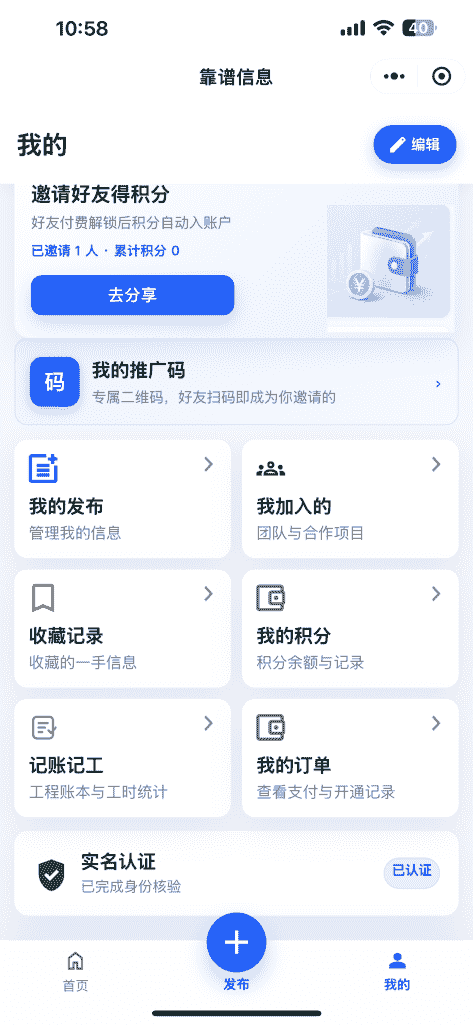 10:58
40
靠谱信息
我的
编辑
邀请好友得积分
好友付费解锁后积分自动入账户
已邀请 1 人 · 累计积分 0
去分享
¥
码
我的推广码
专属二维码，好友扫码即成为你邀请的
我的发布
管理我的信息
我加入的
团队与合作项目
收藏记录
收藏的一手信息
我的积分
积分余额与记录
记账记工
工程账本与工时统计
我的订单
查看支付与开通记录
实名认证
已完成身份核验
已认证
首页
发布
我的